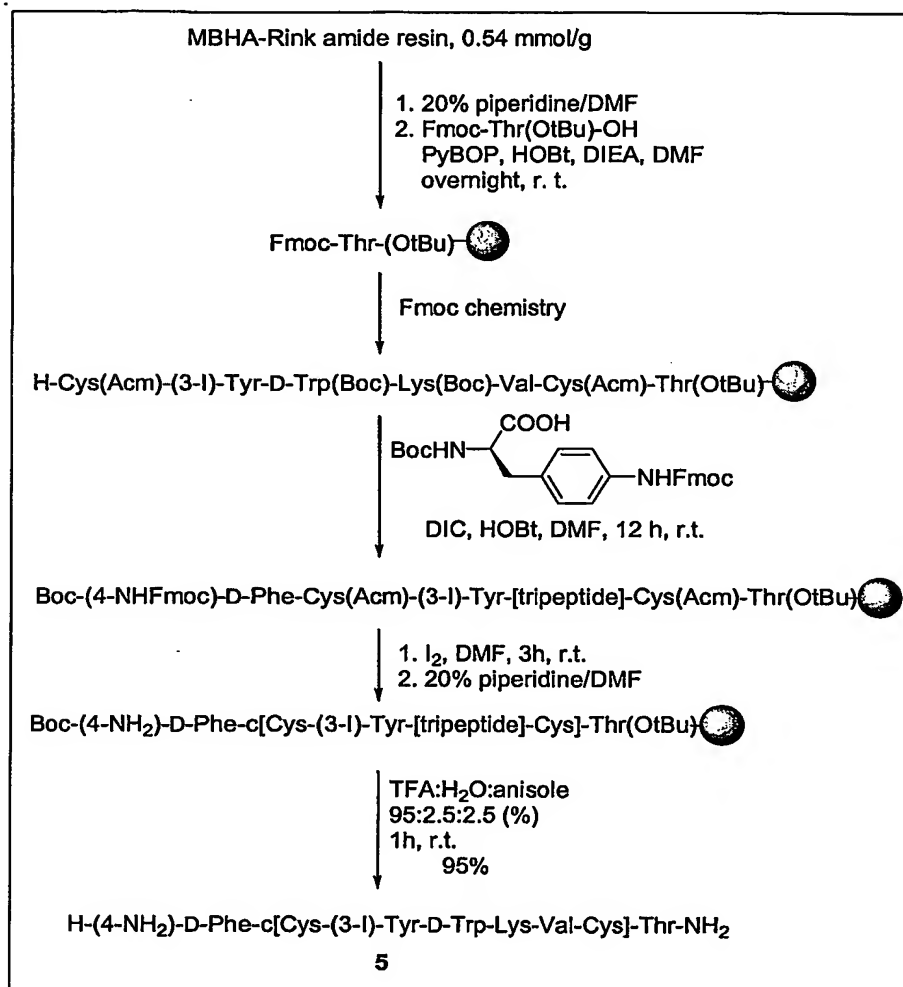 MBHA-Rink amide resin, 0.54 mmol/g
1. 20% piperidine/DMF
2. Fmoc-Thr(OtBu)-OH
PyBOP, HOBt, DIEA, DMF
overnight, r. t.
Fmoc-Thr-(OtBu)
Fmoc chemistry
H-Cys(Acm)-(3-I)-Tyr-D-Trp(Boc)-Lys(Boc)-Val-Cys(Acm)-Thr(OtBu)
COOH
BocHN
NHFmoc
DIC, HOBt, DMF, 12 h, r.t.
Boc-(4-NHFmoc)-D-Phe-Cys(Acm)-(3-I)-Tyr-[tripeptide]-Cys(Acm)-Thr(OtBu)
1. I₂, DMF, 3h, r.t.
2. 20% piperidine/DMF
Boc-(4-NH₂)-D-Phe-c[Cys-(3-I)-Tyr-[tripeptide]-Cys]-Thr(OtBu)
TFA:H₂O:anisole
95:2.5:2.5 (%)
1h, r.t.
95%
H-(4-NH₂)-D-Phe-c[Cys-(3-I)-Tyr-D-Trp-Lys-Val-Cys]-Thr-NH₂
5